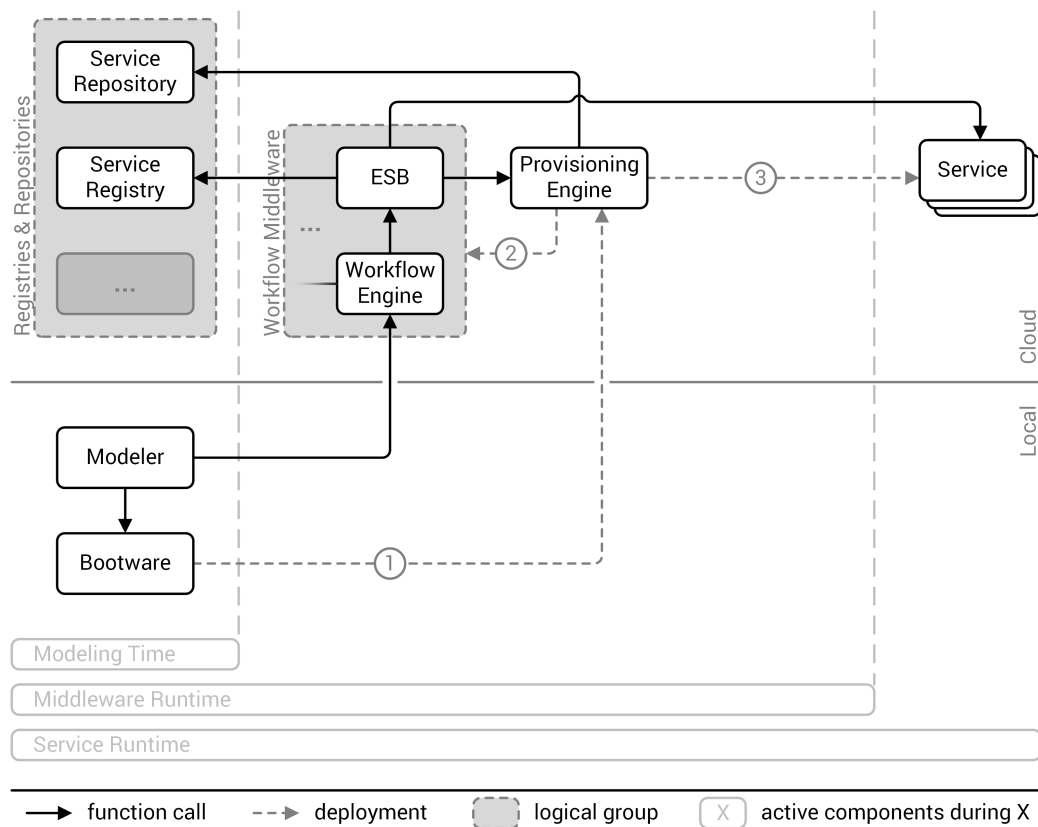 Registries & Repositories
Service
Repository
Service
Registry
...
Workflow Middleware
ESB
...
Workflow
Engine
Provisioning
Engine
3
2
Service
Cloud
Local
Modeler
Bootware
1
Modeling Time
Middleware Runtime
Service Runtime
function call
deployment
logical group
X
active components during X